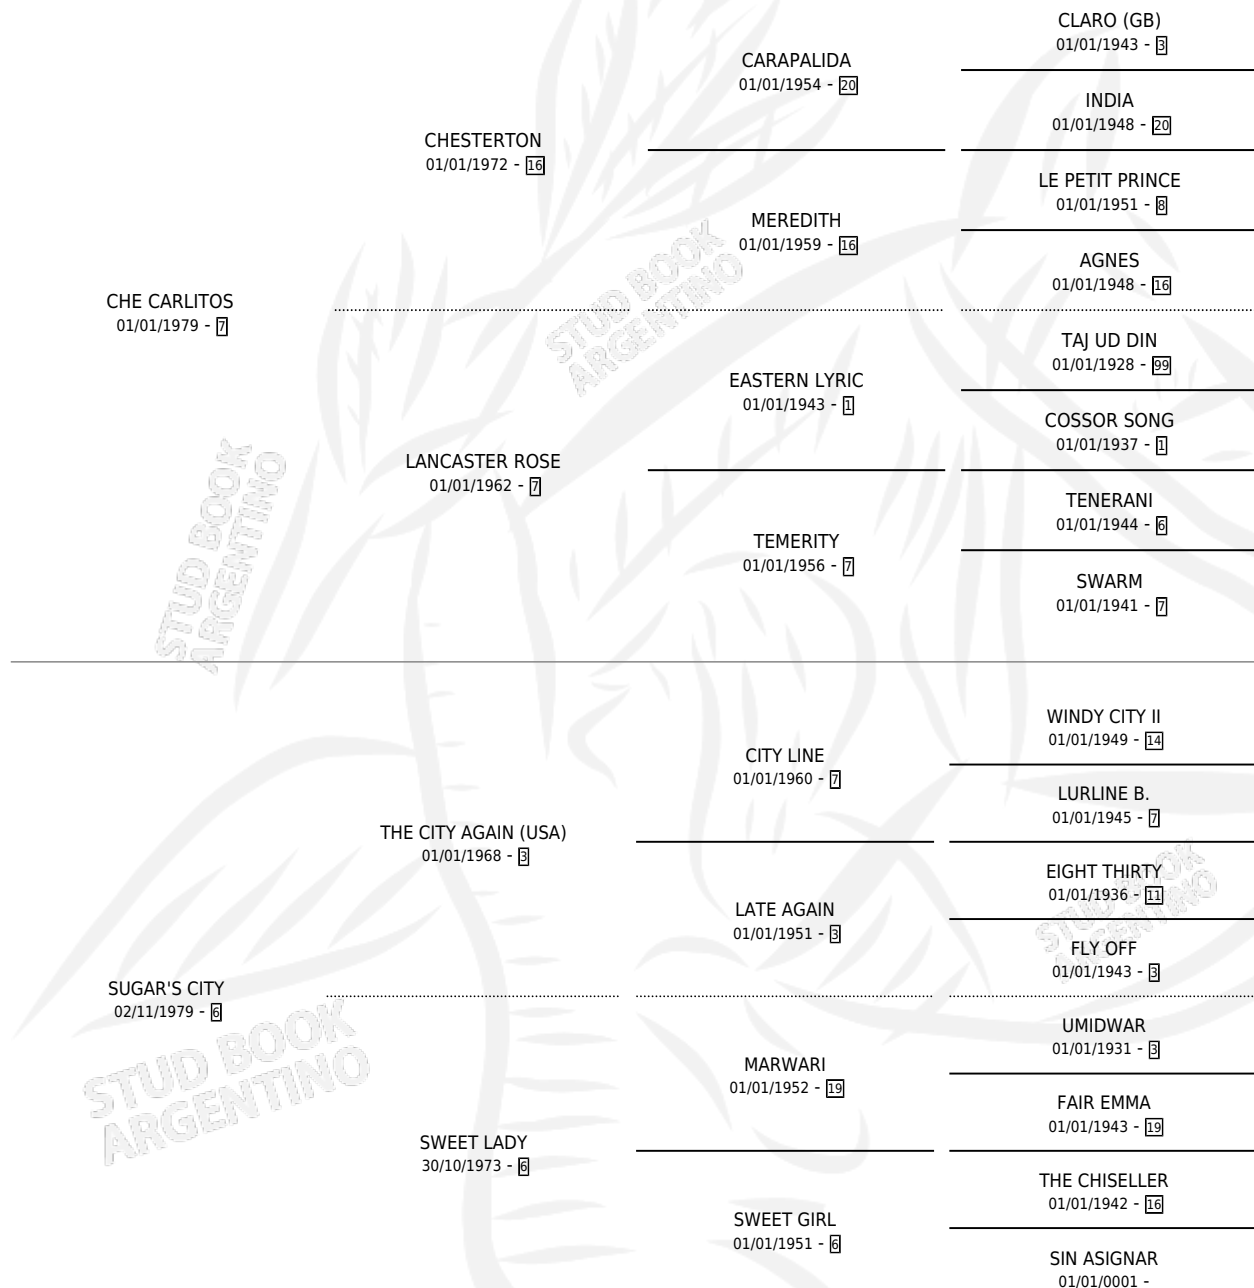 CLARO (GB)
01/01/1943 - 3
CARAPALIDA
01/01/1954 - 20
INDIA
01/01/1948 - 20
CHESTERTON
01/01/1972 - 16
LE PETIT PRINCE
01/01/1951 - 8
MEREDITH
01/01/1959 - 16
AGNES
01/01/1948 - 16
CHE CARLITOS
01/01/1979 - 7
STUD BOOK
ARGENTINO
TAJ UD DIN
01/01/1928 - 99
EASTERN LYRIC
01/01/1943 - 1
COSSOR SONG
01/01/1937 - 1
LANCASTER ROSE
01/01/1962 - 7
TENERANI
01/01/1944 - 6
TEMERITY
01/01/1956 - 7
SWARM
01/01/1941 - 7
STUD BOOK
ARGENTINO
WINDY CITY II
01/01/1949 - 14
CITY LINE
01/01/1960 - 7
LURLINE B.
01/01/1945 - 7
THE CITY AGAIN (USA)
01/01/1968 - 3
EIGHT THIRTY
01/01/1936 - 11
LATE AGAIN
01/01/1951 - 3
FLY OFF
01/01/1943 - 3
STUD BOOK
ARGENTINO
SUGAR'S CITY
02/11/1979 - 6
STUD BOOK
ARGENTINO
UMIDWAR
01/01/1931 - 3
MARWARI
01/01/1952 - 19
FAIR EMMA
01/01/1943 - 19
SWEET LADY
30/10/1973 - 6
THE CHISELLER
01/01/1942 - 16
SWEET GIRL
01/01/1951 - 6
SIN ASIGNAR
01/01/0001 -